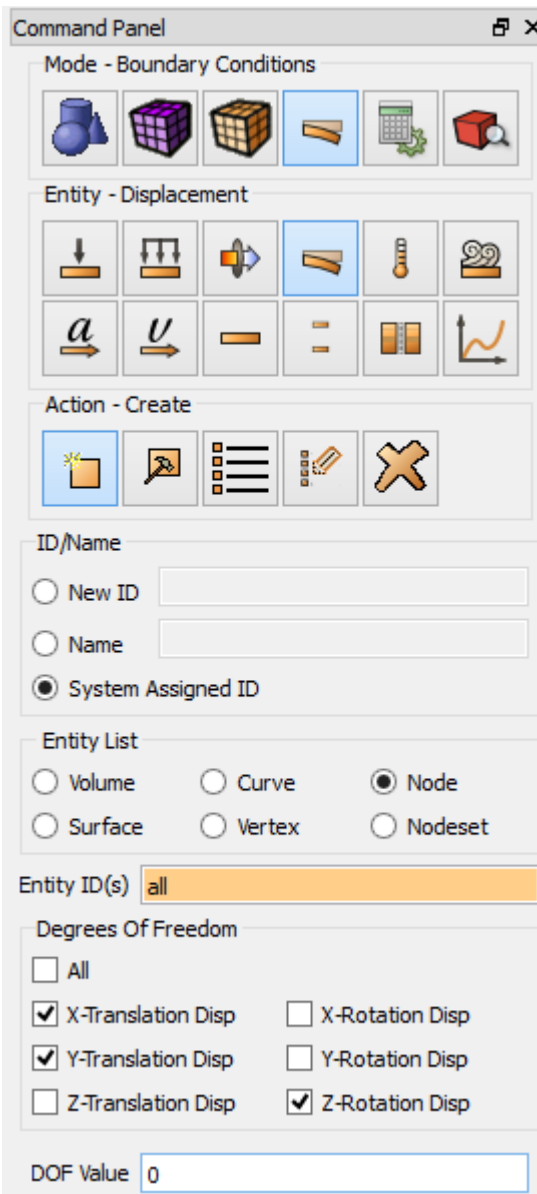 Command Panel
Mode - Boundary Conditions
Entity - Displacement
a
v
Action - Create
ID/Name
New ID
Name
System Assigned ID
Entity List
Volume Curve Node
Surface Vertex Nodeset
Entity ID(s) all
Degrees Of Freedom
All
X-Translation Disp X-Rotation Disp
Y-Translation Disp Y-Rotation Disp
Z-Translation Disp Z-Rotation Disp
DOF Value 0